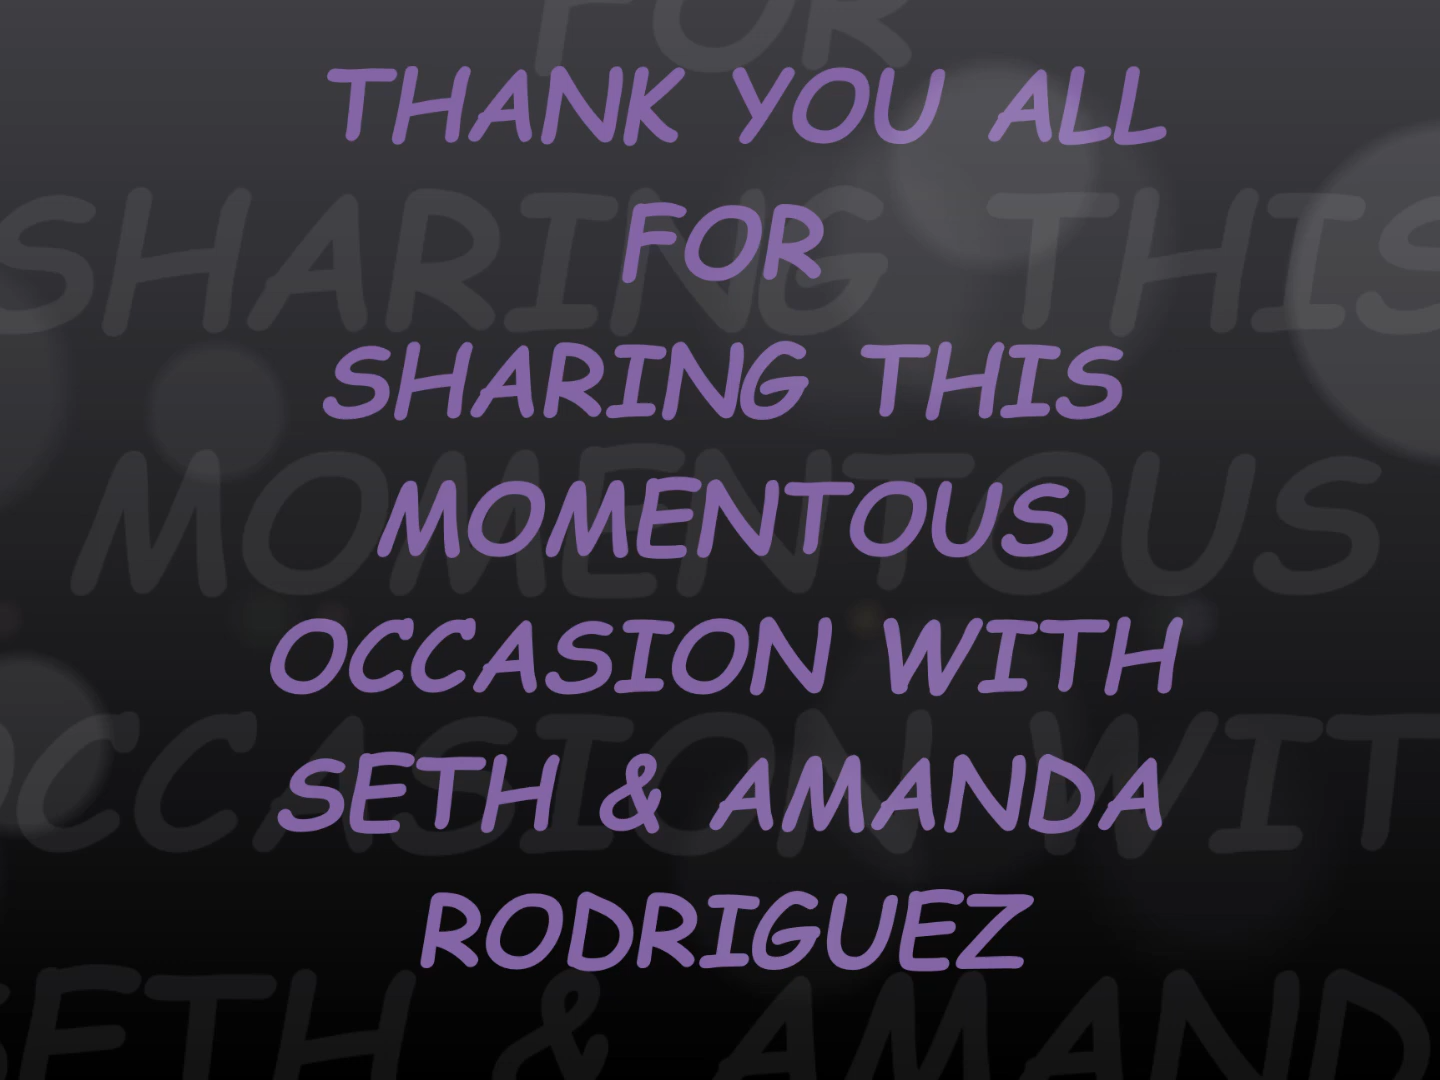 THANK YOU ALL
FOR
SHARING THIS
MOMENTOUS
OCCASION WITH
SETH & AMANDA
RODRIGUEZ